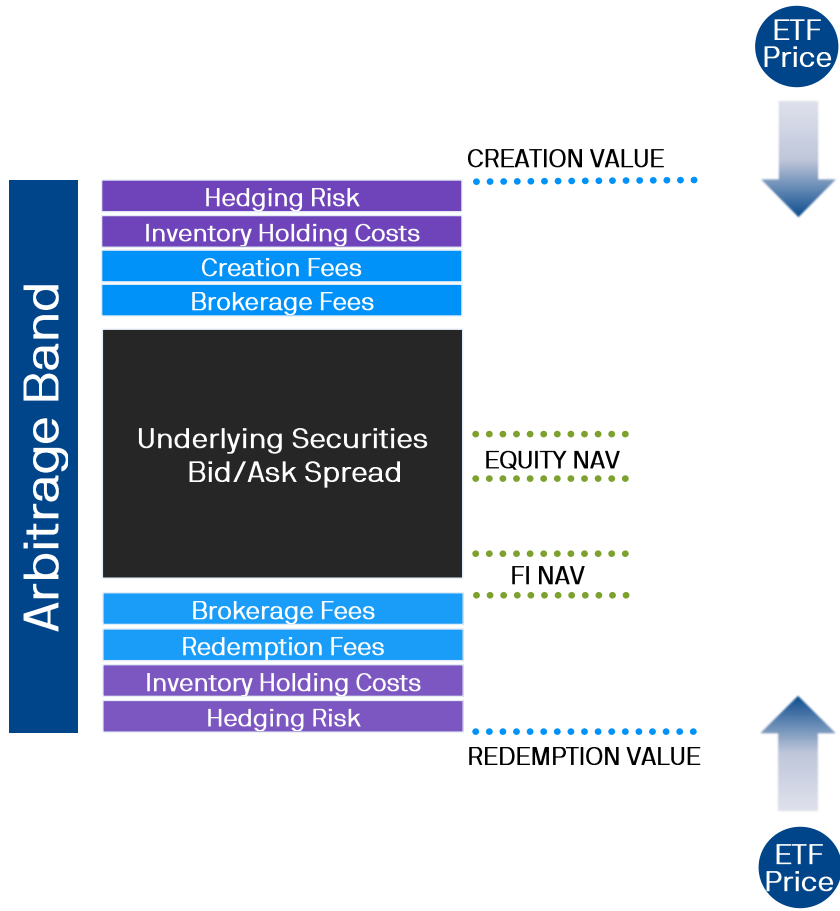 ETF
Price
CREATION VALUE
Arbitrage Band
Hedging Risk
Inventory Holding Costs
Creation Fees
Brokerage Fees
Underlying Securities
Bid/Ask Spread
EQUITY NAV
FI NAV
Brokerage Fees
Redemption Fees
Inventory Holding Costs
Hedging Risk
REDEMPTION VALUE
ETF
Price